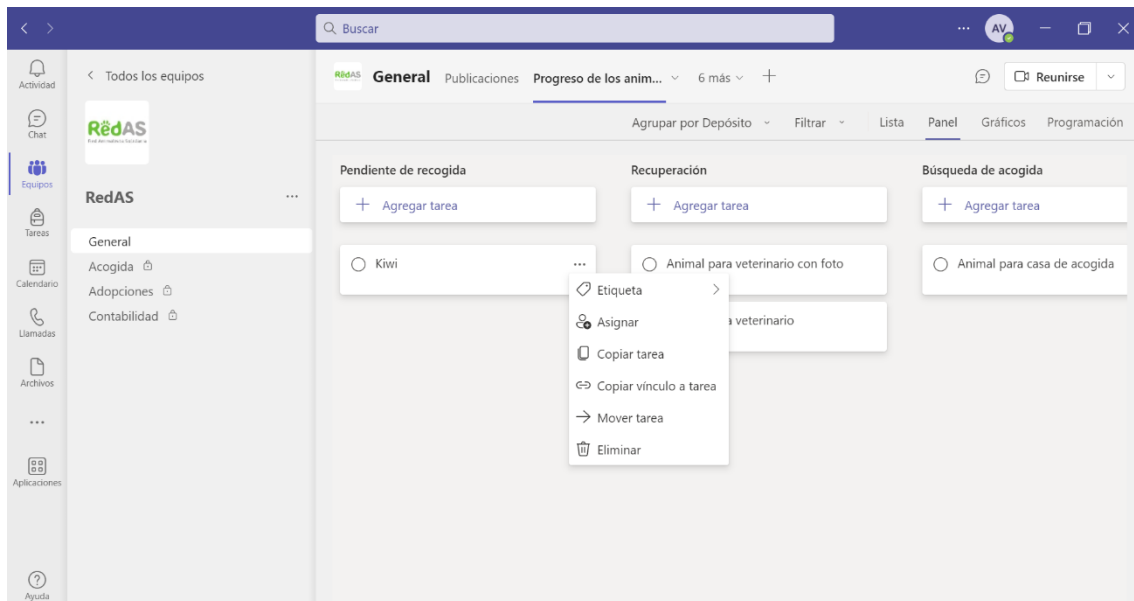 Buscar
AV
Actividad
Chat
Equipos
Tareas
Calendario
Llamadas
Archivos
Aplicaciones
Ayuda
Todos los equipos
RëdAS
RedAS
General
Acogida
Adopciones
Contabilidad
RëdAS General Publicaciones Progreso de los anim... 6 más
Reunirse
Agrupar por Depósito Filtrar Lista Panel Gráficos Programación
Pendiente de recogida
Agregar tarea
Kiwi
Etiqueta
Asignar
Copiar tarea
Copiar vínculo a tarea
Mover tarea
Eliminar
Recuperación
Agregar tarea
Animal para veterinario con foto
veterinario
Búsqueda de acogida
Agregar tarea
Animal para casa de acogida